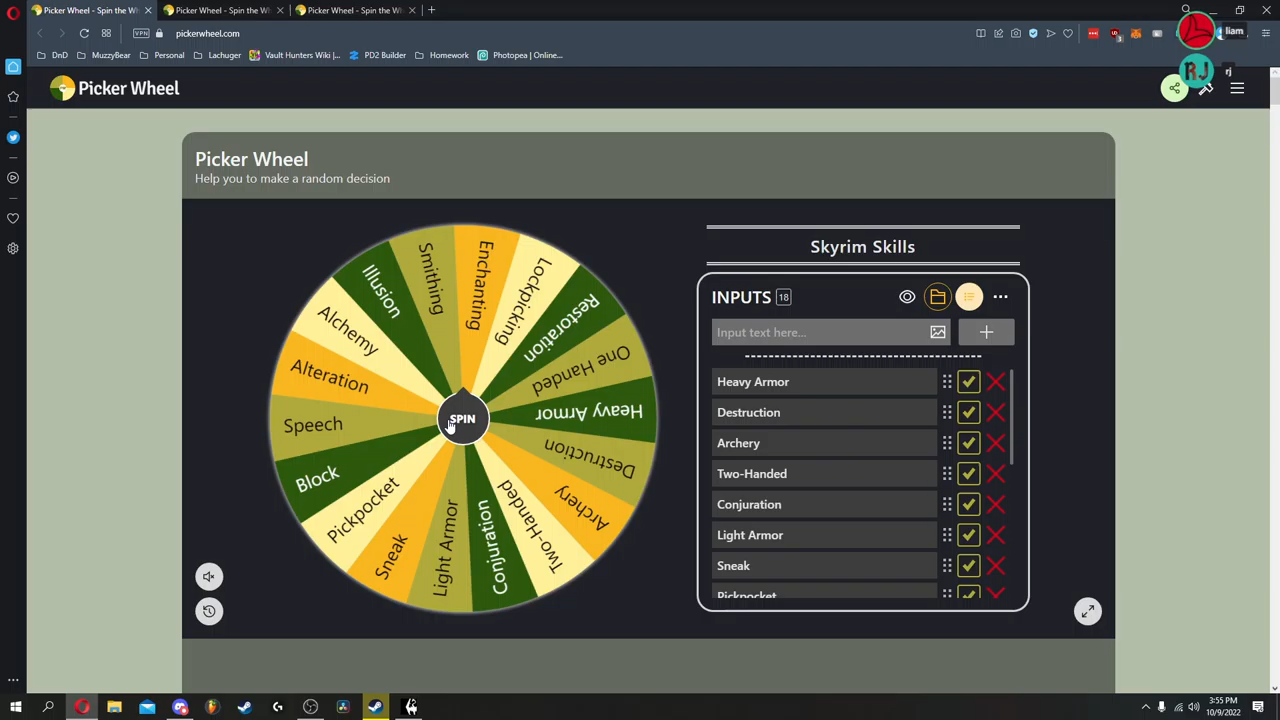 Picker Wheel - Spin the W
Picker Wheel - Spin the W
Picker Wheel - Spin the W
VPN
pickerwheel.com
liam
DnD
MuzzyBear
Personal
Lachuger
Vault Hunters Wiki |...
PD2 Builder
Homework
Photopea | Online...
RJ
rj
Picker Wheel
Picker Wheel
Help you to make a random decision
Skyrim Skills
Enchanting
Lockpicking
Restoration
One Handed
Heavy Armor
Destruction
Archery
Two-Handed
Conjuration
Light Armor
Sneak
Pickpocket
Block
Speech
Alteration
Alchemy
Illusion
Smithing
SPIN
INPUTS 18
Input text here...
Heavy Armor
Destruction
Archery
Two-Handed
Conjuration
Light Armor
Sneak
Pickpocket
3:55 PM
10/9/2022